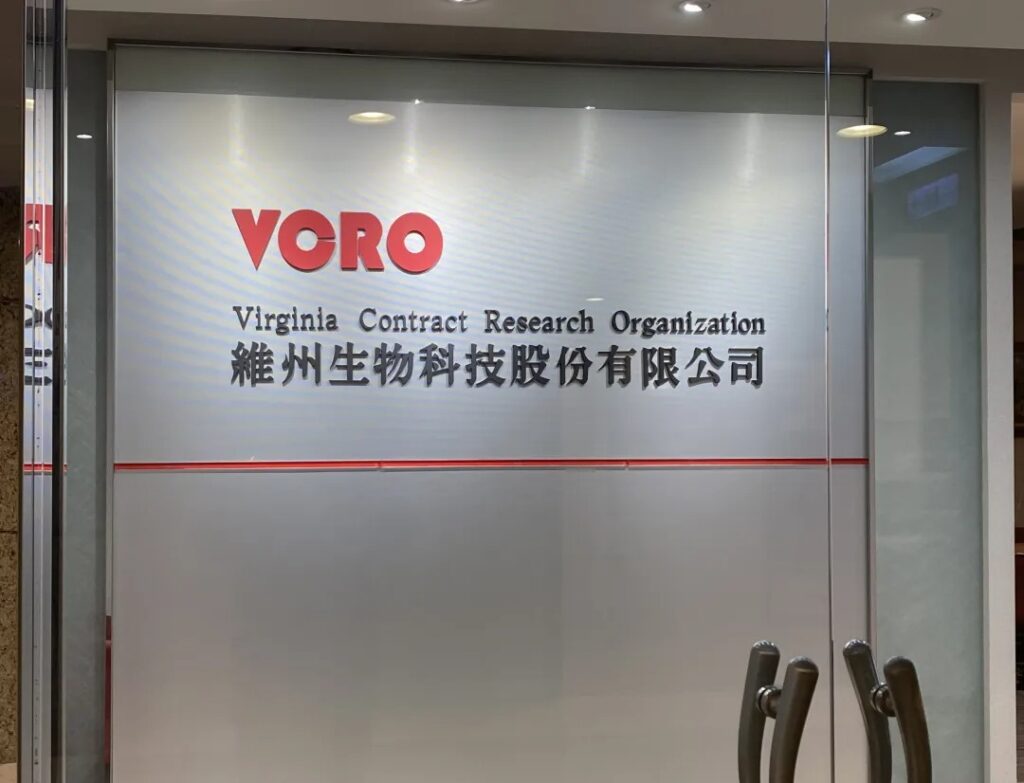 VCRO
Virginia Contract Research Organization
維州生物科技股份有限公司